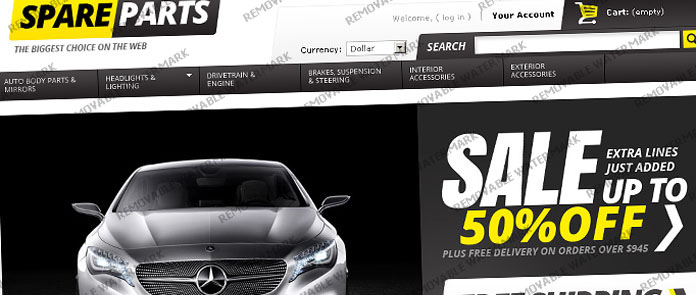 SPARE PARTS
THE BIGGEST CHOICE ON THE WEB
Welcome, ( log in )
Your Account
Cart: (empty)
Currency: Dollar
SEARCH
AUTO BODY PARTS & MIRRORS
HEADLIGHTS & LIGHTING
DRIVETRAIN & ENGINE
BRAKES, SUSPENSION & STEERING
INTERIOR ACCESSORIES
EXTERIOR ACCESSORIES
SALE
EXTRA LINES
JUST ADDED
UP TO
50%OFF
PLUS FREE DELIVERY ON ORDERS OVER $945
FREE SHIPPING
REMOVABLE WATERMARK